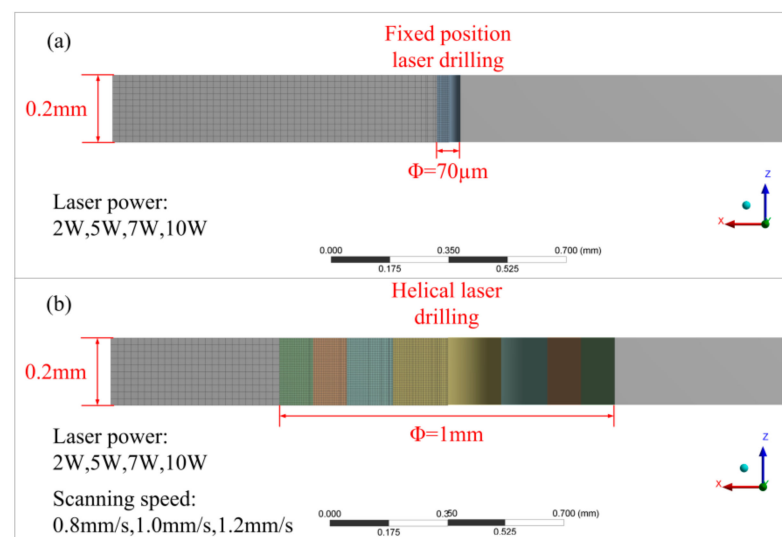 (a)
Fixed position
laser drilling
0.2mm
Φ=70μm
Laser power:
2W,5W,7W,10W
Z
X
Y
0.000
0.350
0.700 (mm)
0.175
0.525
(b)
Helical laser
drilling
0.2mm
Φ=1mm
Laser power:
2W,5W,7W,10W
Scanning speed:
0.8mm/s,1.0mm/s,1.2mm/s
Z
X
Y
0.000
0.350
0.700 (mm)
0.175
0.525